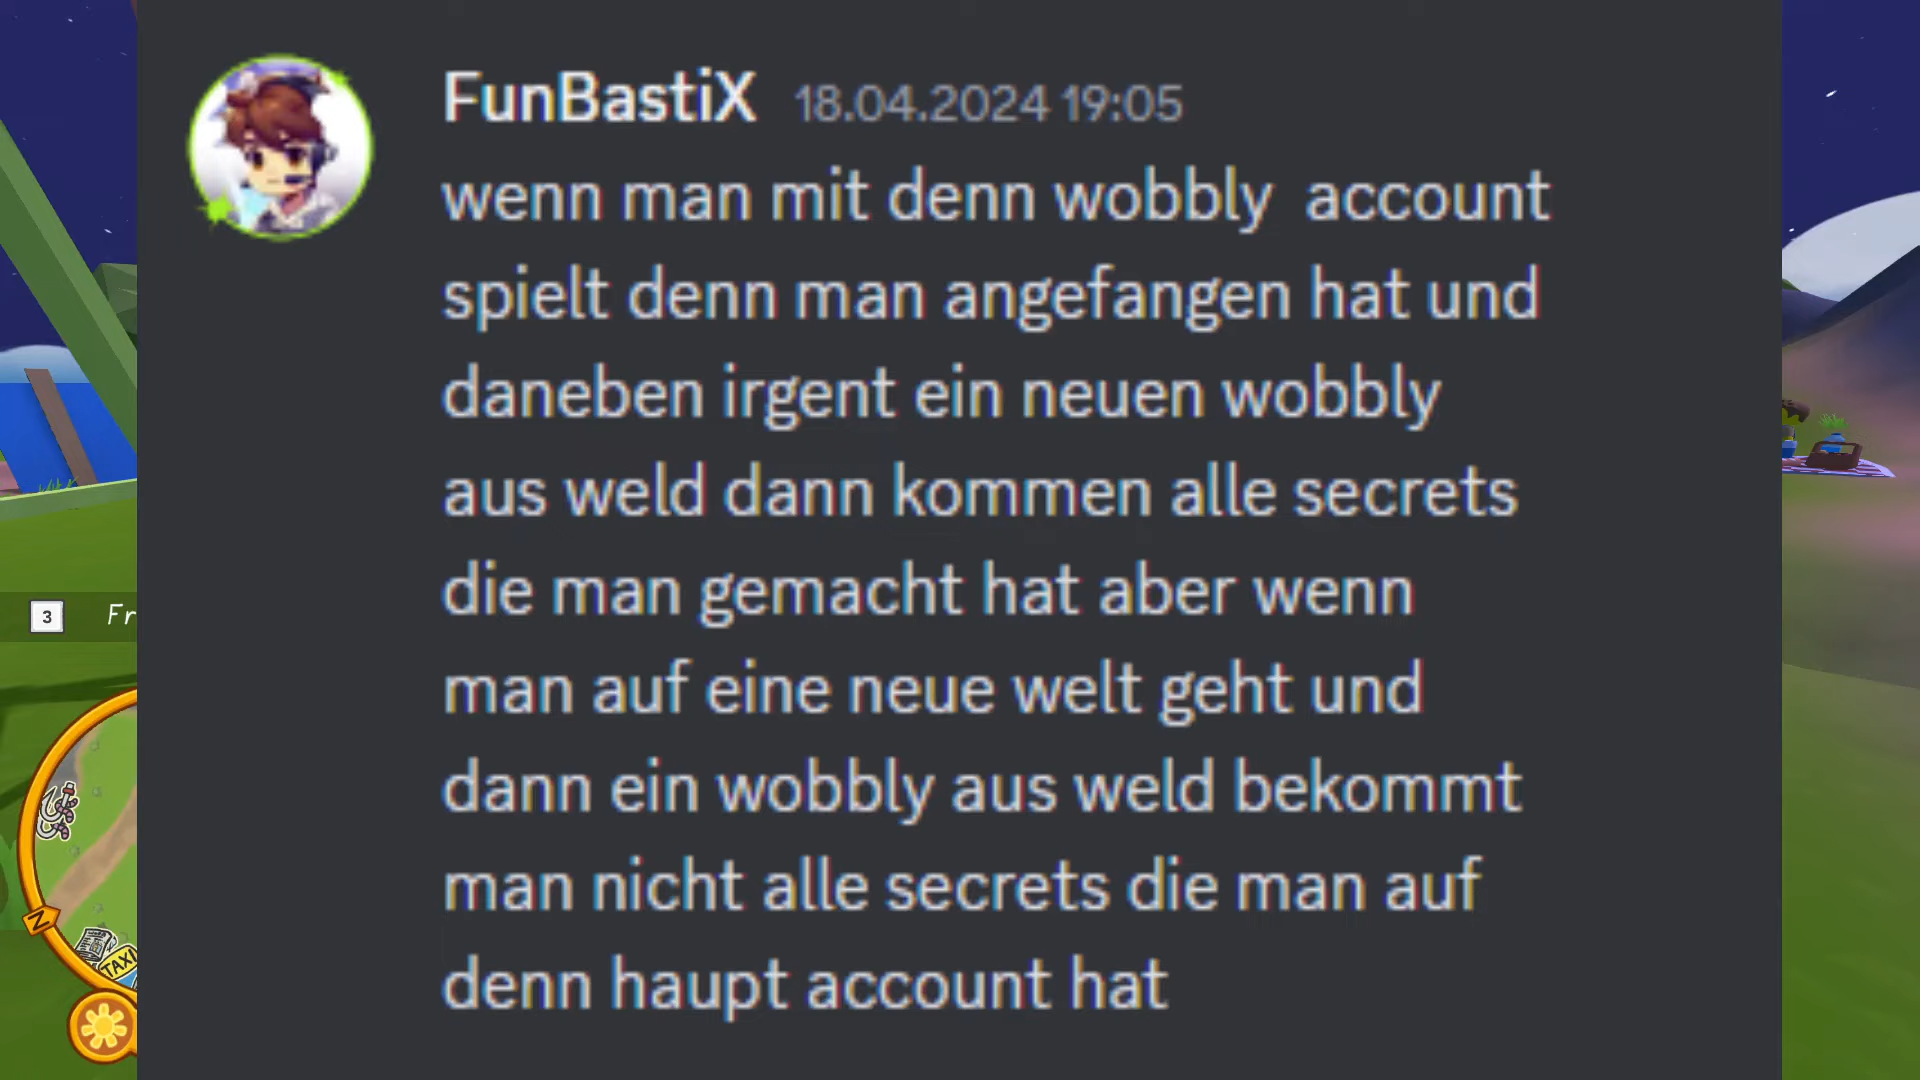 FunBastiX 18.04.2024 19:05
wenn man mit denn wobbly account
spielt denn man angefangen hat und
daneben irgent ein neuen wobbly
aus weld dann kommen alle secrets
die man gemacht hat aber wenn
man auf eine neue welt geht und
dann ein wobbly aus weld bekommt
man nicht alle secrets die man auf
denn haupt account hat
3 Fr
Z
TAXI